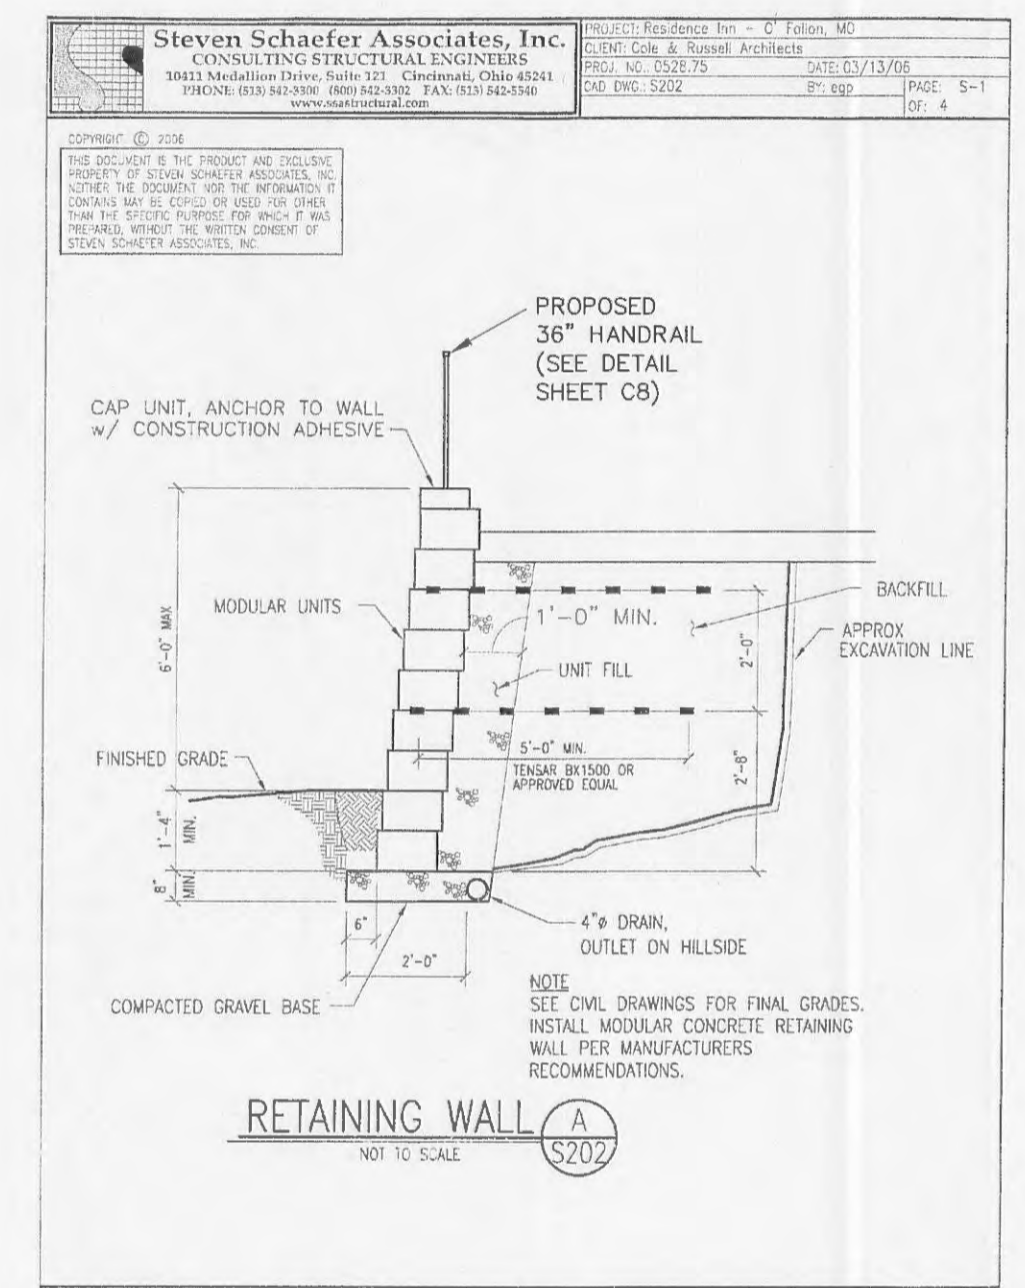 Steven Schaefer Associates, Inc.
CONSULTING STRUCTURAL ENGINEERS
10411 Medallion Drive, Suite 121 Cincinnati, Ohio 45241
PHONE: (513) 542-3300 (800) 542-3302 FAX: (513) 542-5540
www.ssastructural.com
PROJECT: Residence Inn - O' Fallon, MO
CLIENT: Cole & Russell Architects
PROJ. NO.: 0528.75 DATE: 03/13/06
CAD DWG.: S202 BY: egp PAGE: S-1
OF: 4
COPYRIGHT © 2006
THIS DOCUMENT IS THE PRODUCT AND EXCLUSIVE
PROPERTY OF STEVEN SCHAEFER ASSOCIATES, INC.
NEITHER THE DOCUMENT NOR THE INFORMATION IT
CONTAINS MAY BE COPIED OR USED FOR OTHER
THAN THE SPECIFIC PURPOSE FOR WHICH IT WAS
PREPARED, WITHOUT THE WRITTEN CONSENT OF
STEVEN SCHAEFER ASSOCIATES, INC.
PROPOSED
36" HANDRAIL
(SEE DETAIL
SHEET C8)
CAP UNIT, ANCHOR TO WALL
w/ CONSTRUCTION ADHESIVE
6'-0" MAX
MODULAR UNITS
1'-0" MIN.
BACKFILL
APPROX
EXCAVATION LINE
2'-0"
UNIT FILL
FINISHED GRADE
5'-0" MIN.
TENSAR BX1500 OR
APPROVED EQUAL
2'-8"
1'-4"
MIN.
8"
MIN.
6"
2'-0"
4"ø DRAIN,
OUTLET ON HILLSIDE
COMPACTED GRAVEL BASE
NOTE
SEE CIVIL DRAWINGS FOR FINAL GRADES.
INSTALL MODULAR CONCRETE RETAINING
WALL PER MANUFACTURERS
RECOMMENDATIONS.
RETAINING WALL
NOT TO SCALE
A
S202